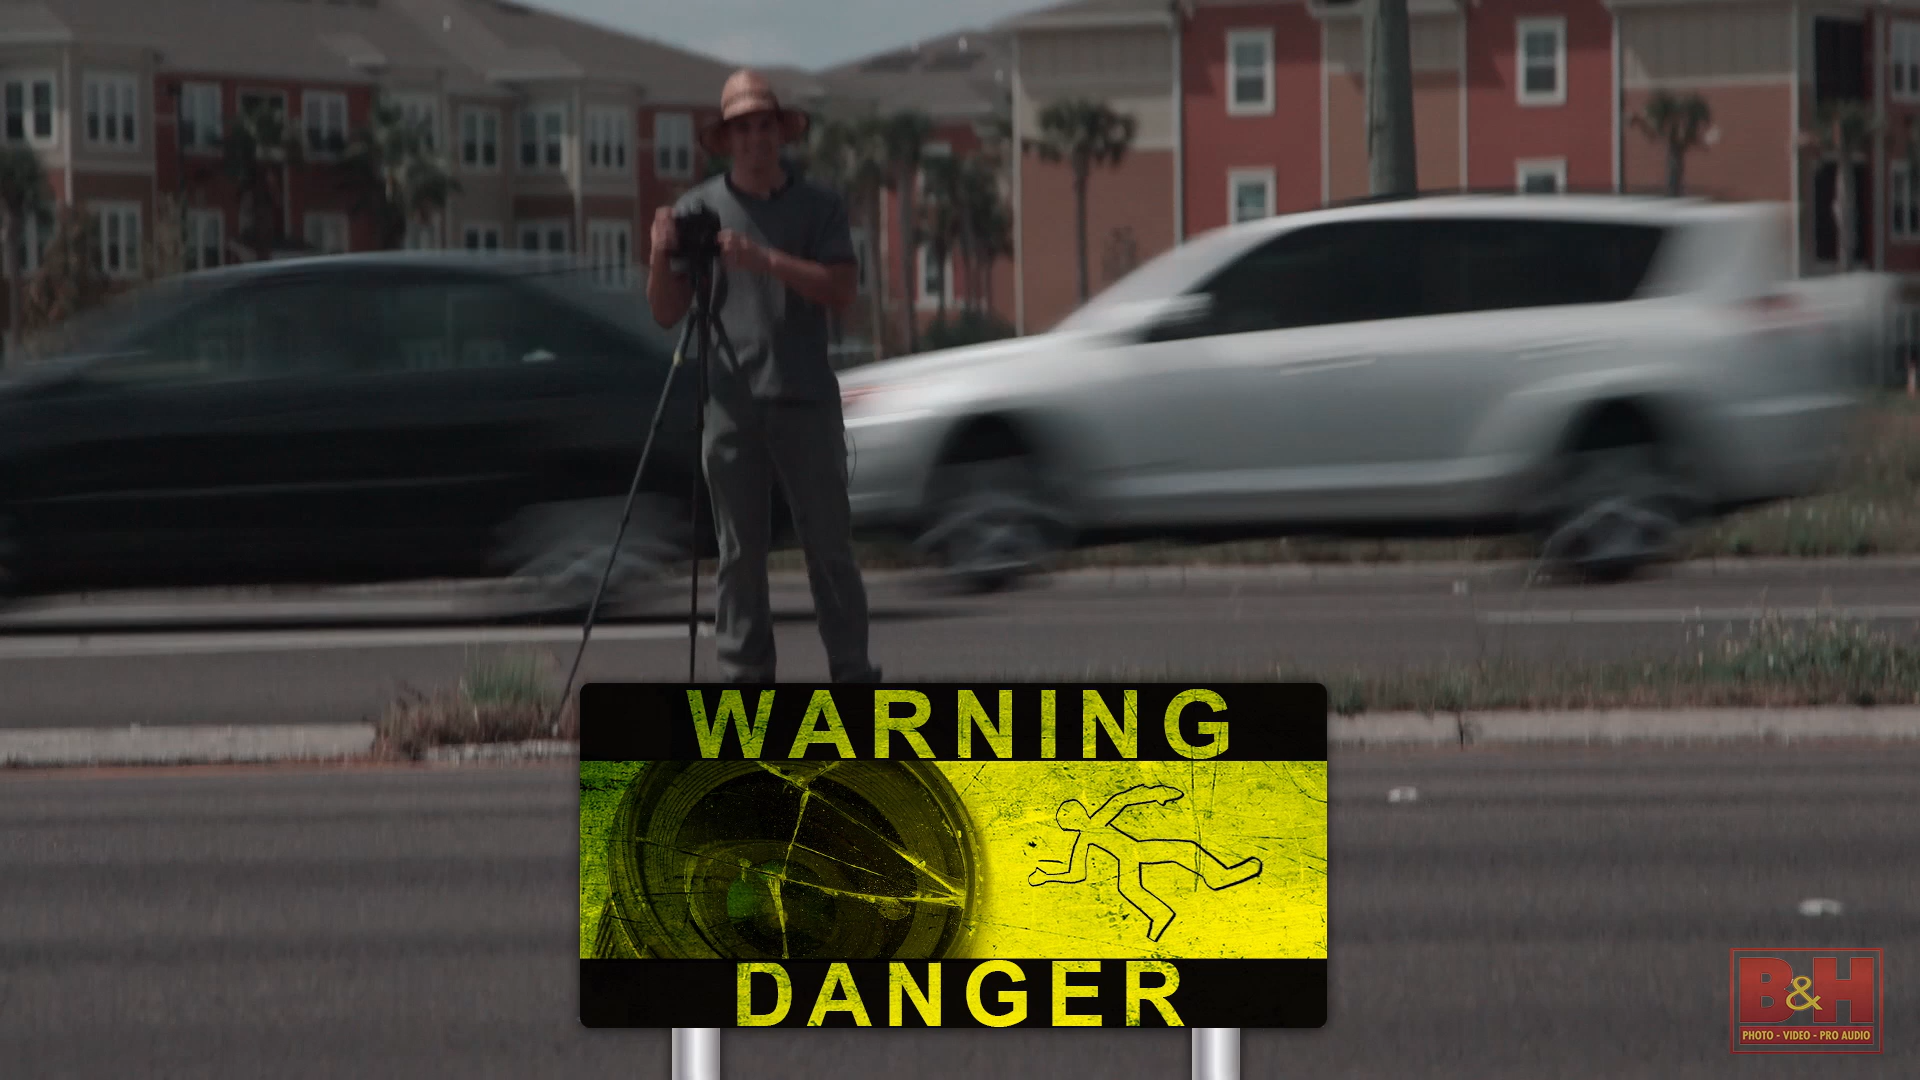 WARNING
DANGER
B&H
PHOTO - VIDEO - PRO AUDIO